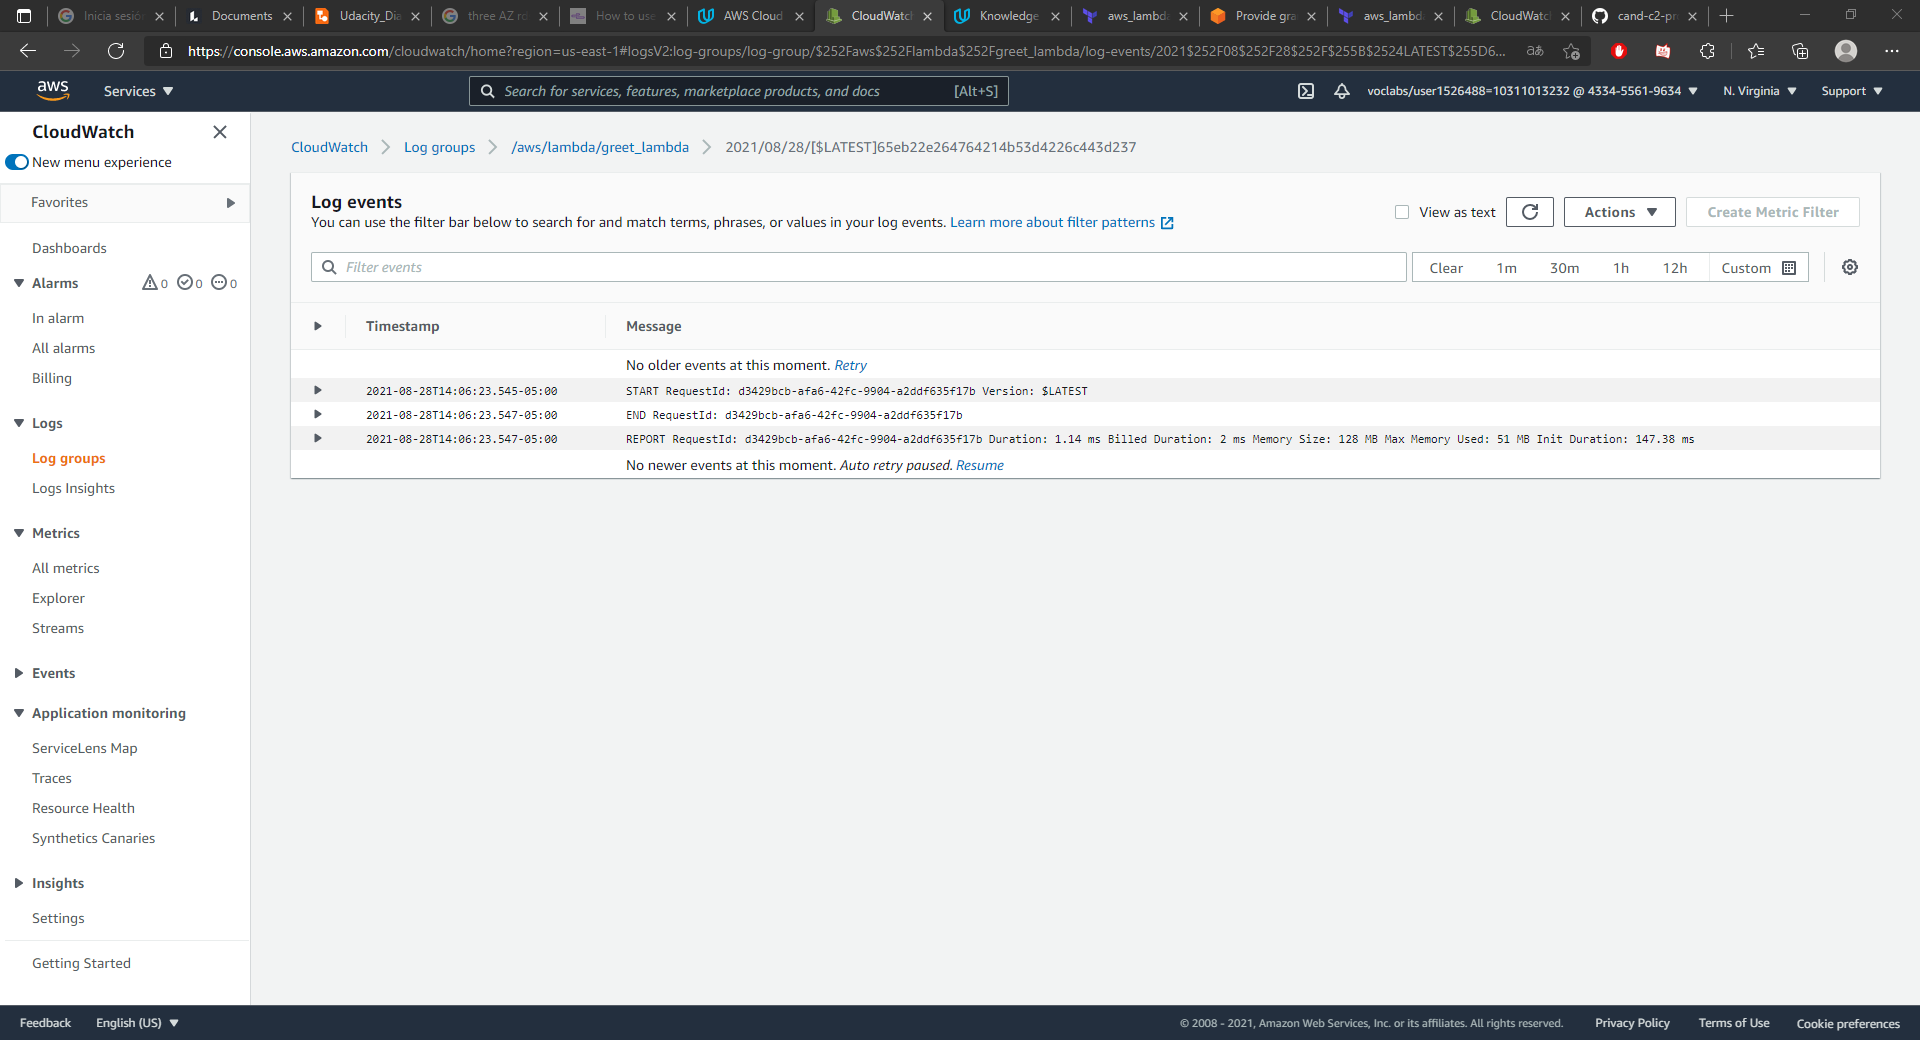 Inicia sesió
Documents
Udacity_Dia
three AZ ro
How to use
AWS Cloud
CloudWatch
Knowledge
aws_lambda
Provide gra
aws_lambda
CloudWatch
cand-c2-pr
https://console.aws.amazon.com/cloudwatch/home?region=us-east-1#logsV2:log-groups/log-group/$252Faws$252Flambda$252Fgreet_lambda/log-events/2021$252F08$252F28$252F$255B$2524LATEST$255D6...
aws
Services
Search for services, features, marketplace products, and docs [Alt+S]
voclabs/user1526488=10311013232 @ 4334-5561-9634
N. Virginia
Support
CloudWatch
New menu experience
Favorites
Dashboards
Alarms 0 0 0
In alarm
All alarms
Billing
Logs
Log groups
Logs Insights
Metrics
All metrics
Explorer
Streams
Events
Application monitoring
ServiceLens Map
Traces
Resource Health
Synthetics Canaries
Insights
Settings
Getting Started
CloudWatch > Log groups > /aws/lambda/greet_lambda > 2021/08/28/[$LATEST]65eb22e264764214b53d4226c443d237
Log events
You can use the filter bar below to search for and match terms, phrases, or values in your log events. Learn more about filter patterns
View as text
Actions
Create Metric Filter
Filter events
Clear 1m 30m 1h 12h Custom
Timestamp Message
No older events at this moment. Retry
2021-08-28T14:06:23.545-05:00 START RequestId: d3429bcb-afa6-42fc-9904-a2ddf635f17b Version: $LATEST
2021-08-28T14:06:23.547-05:00 END RequestId: d3429bcb-afa6-42fc-9904-a2ddf635f17b
2021-08-28T14:06:23.547-05:00 REPORT RequestId: d3429bcb-afa6-42fc-9904-a2ddf635f17b Duration: 1.14 ms Billed Duration: 2 ms Memory Size: 128 MB Max Memory Used: 51 MB Init Duration: 147.38 ms
No newer events at this moment. Auto retry paused. Resume
Feedback
English (US)
© 2008 - 2021, Amazon Web Services, Inc. or its affiliates. All rights reserved.
Privacy Policy
Terms of Use
Cookie preferences